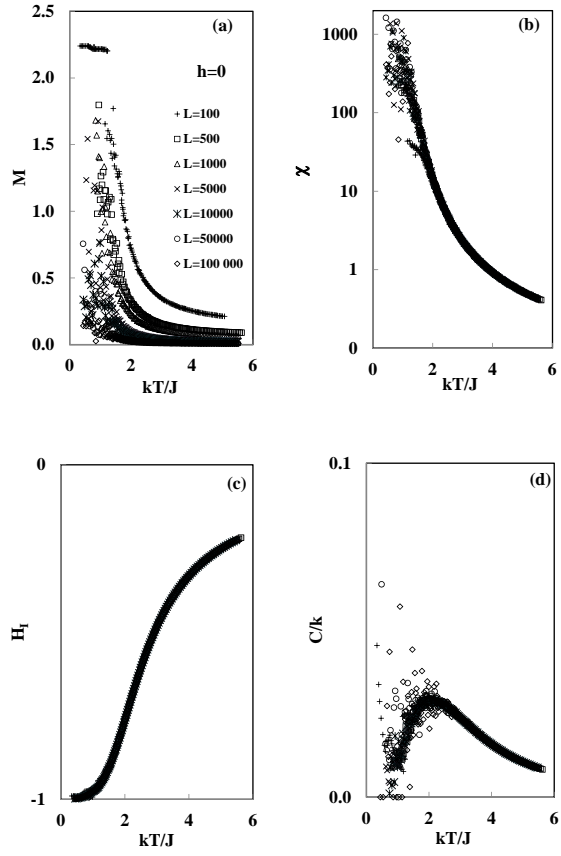 2.5
2.0
1.5
1.0
0.5
0.0
M
(a)
h=0
L=100
L=500
L=1000
L=5000
L=10000
L=50000
L=100 000
0 2 4 6
kT/J
1000
100
10
1
0
χ
(b)
0 2 4 6
kT/J
0
-1
H_I
(c)
0 2 4 6
kT/J
0.1
0.0
C/k
(d)
0 2 4 6
kT/J